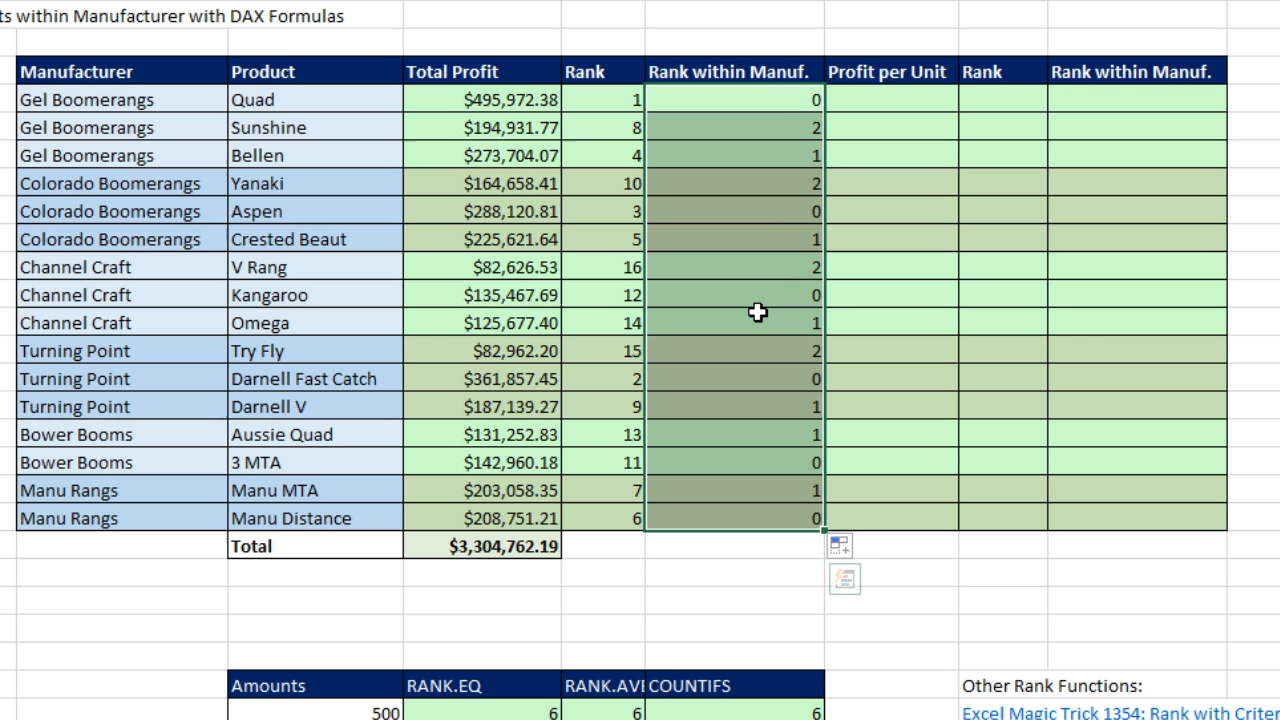 ts within Manufacturer with DAX Formulas
Manufacturer Product Total Profit Rank Rank within Manuf. Profit per Unit Rank Rank within Manuf.
Gel Boomerangs Quad $495,972.38 1 0
Gel Boomerangs Sunshine $194,931.77 8 2
Gel Boomerangs Bellen $273,704.07 4 1
Colorado Boomerangs Yanaki $164,658.41 10 2
Colorado Boomerangs Aspen $288,120.81 3 0
Colorado Boomerangs Crested Beaut $225,621.64 5 1
Channel Craft V Rang $82,626.53 16 2
Channel Craft Kangaroo $135,467.69 12 0
Channel Craft Omega $125,677.40 14 1
Turning Point Try Fly $82,962.20 15 2
Turning Point Darnell Fast Catch $361,857.45 2 0
Turning Point Darnell V $187,139.27 9 1
Bower Booms Aussie Quad $131,252.83 13 1
Bower Booms 3 MTA $142,960.18 11 0
Manu Rangs Manu MTA $203,058.35 7 1
Manu Rangs Manu Distance $208,751.21 6 0
Total $3,304,762.19
Amounts RANK.EQ RANK.AVE COUNTIFS Other Rank Functions:
500 6 6 6 Excel Magic Trick 1354: Rank with Criter